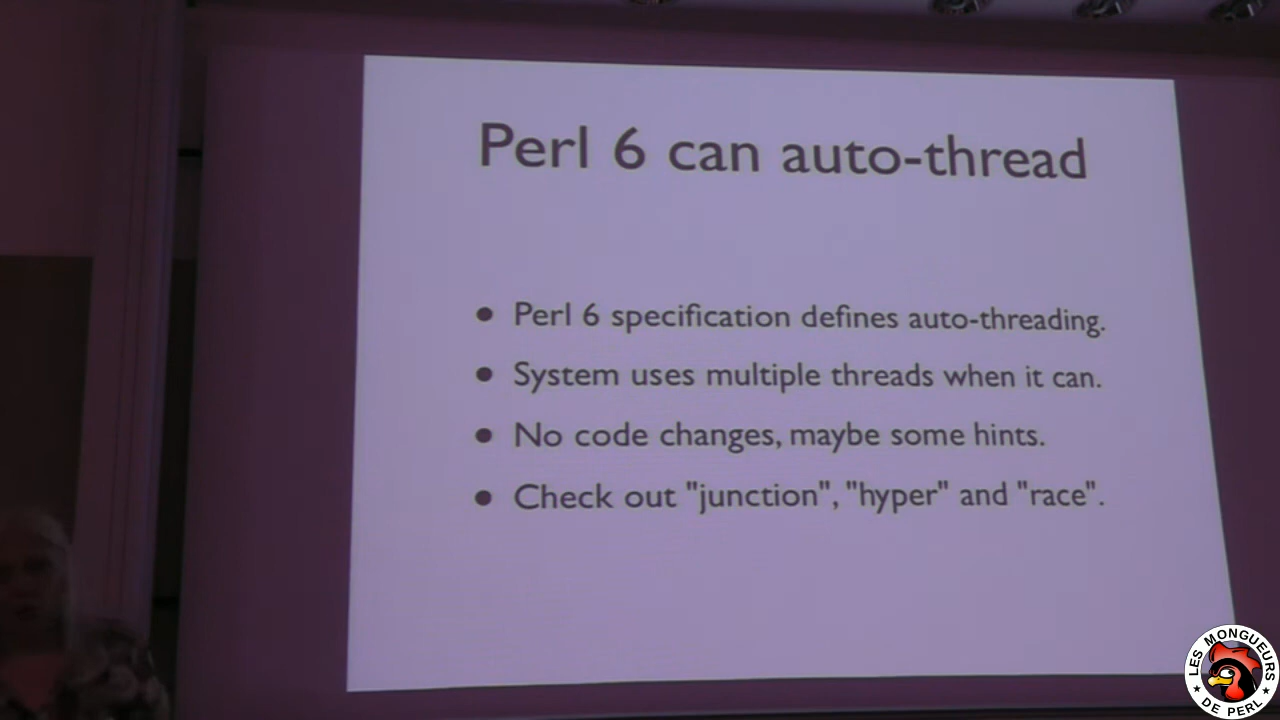 Perl 6 can auto-thread
● Perl 6 specification defines auto-threading.
● System uses multiple threads when it can.
● No code changes, maybe some hints.
● Check out "junction", "hyper" and "race".
LES MONGUEURS
★ DE PERL ★